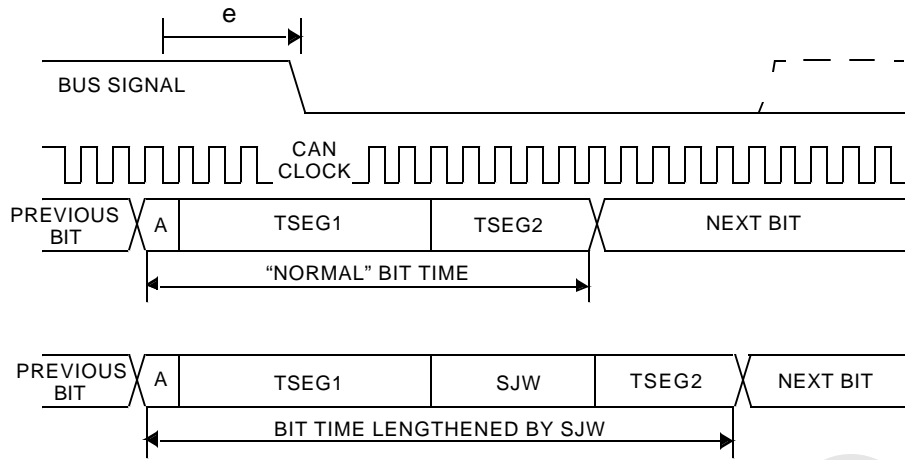 e
BUS SIGNAL
CAN
CLOCK
PREVIOUS
BIT
A
TSEG1
TSEG2
NEXT BIT
“NORMAL” BIT TIME
PREVIOUS
BIT
A
TSEG1
SJW
TSEG2
NEXT BIT
BIT TIME LENGTHENED BY SJW